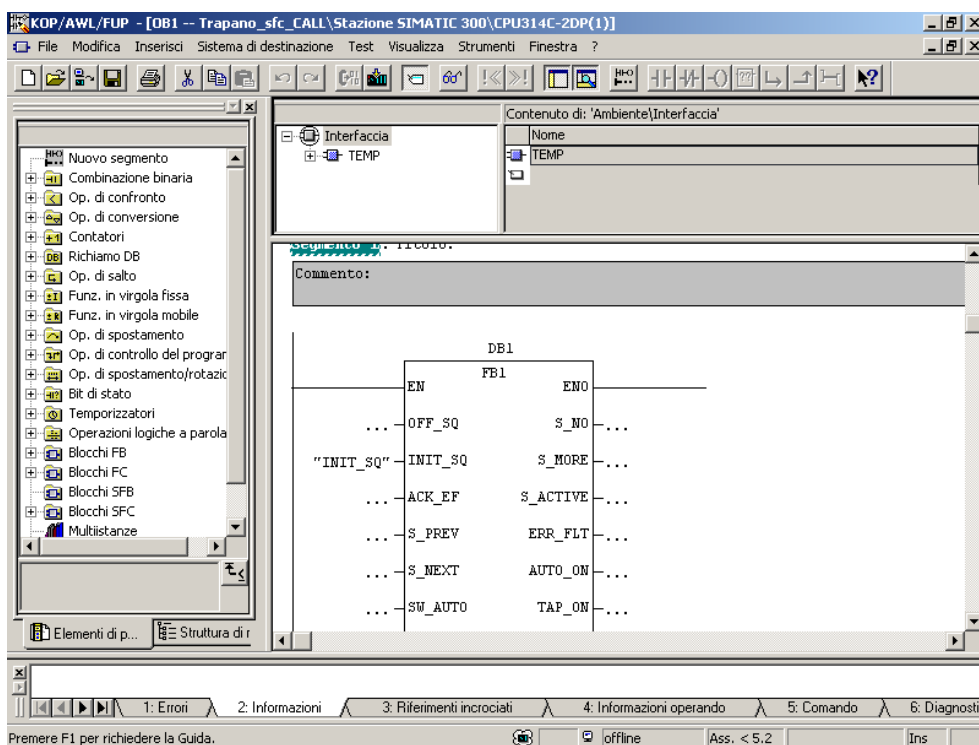 KOP/AWL/FUP - [OB1 -- Trapano_sfc_CALL\Stazione SIMATIC 300\CPU314C-2DP(1)]
File Modifica Inserisci Sistema di destinazione Test Visualizza Strumenti Finestra ?
Contenuto di: 'Ambiente\Interfaccia'
Interfaccia
TEMP
Nome
TEMP
Nuovo segmento
Combinazione binaria
Op. di confronto
Op. di conversione
Contatori
Richiamo DB
Op. di salto
Funz. in virgola fissa
Funz. in virgola mobile
Op. di spostamento
Op. di controllo del prograr
Op. di spostamento/rotazic
Bit di stato
Temporizzatori
Operazioni logiche a parola
Blocchi FB
Blocchi FC
Blocchi SFB
Blocchi SFC
Multiistanze
Elementi di p...
Struttura di r
Segmento 1: Titolo:
Commento:
DB1
FB1
EN ENO
... OFF_SQ S_NO ...
"INIT_SQ" INIT_SQ S_MORE ...
... ACK_EF S_ACTIVE ...
... S_PREV ERR_FLT ...
... S_NEXT AUTO_ON ...
... SW_AUTO TAP_ON ...
1: Errori 2: Informazioni 3: Riferimenti incrociati 4: Informazioni operando 5: Comando 6: Diagnosti
Premere F1 per richiedere la Guida. offline Ass. < 5.2 Ins